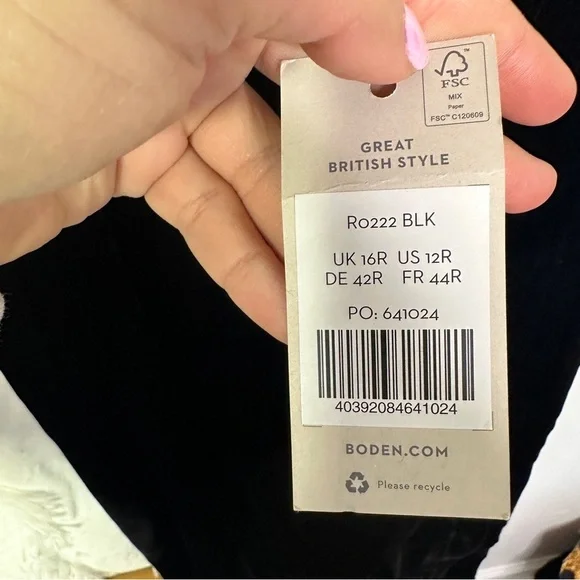 FSC™
MIX
Paper
FSC™ C120609
GREAT
BRITISH STYLE
R0222 BLK
UK 16R US 12R
DE 42R FR 44R
PO: 641024
40392084641024
BODEN.COM
Please recycle